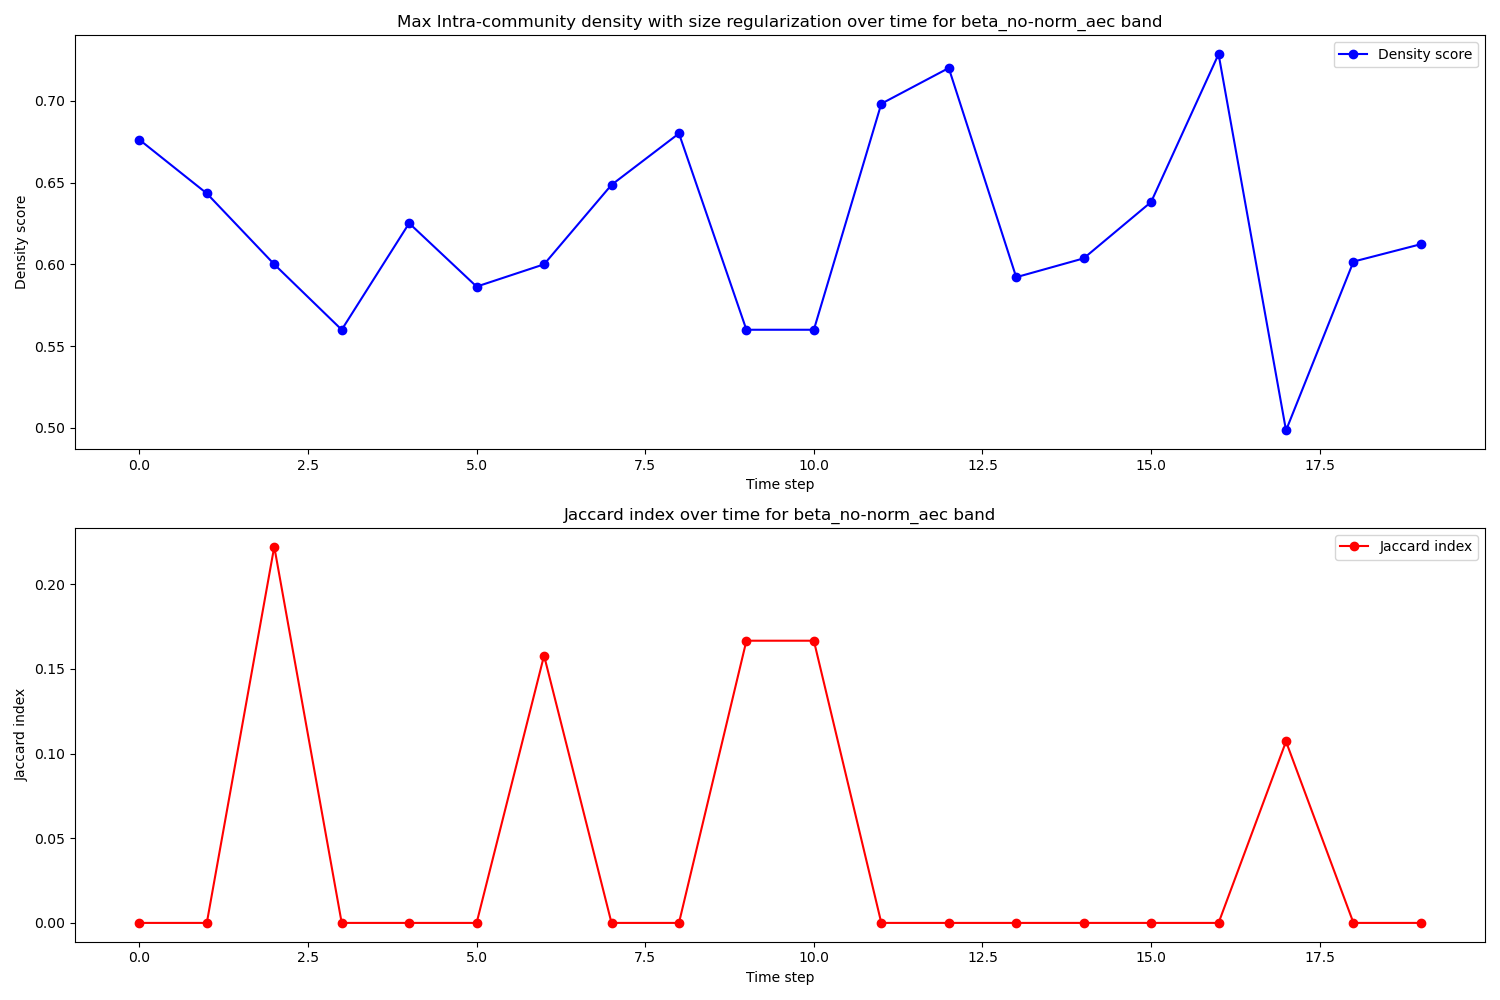 Max Intra-community density with size regularization over time for beta_no-norm_aec band
Density score
0.70
0.65
0.60
0.55
0.50
Density score
0.0 2.5 5.0 7.5 10.0 12.5 15.0 17.5
Time step
Jaccard index over time for beta_no-norm_aec band
Jaccard index
0.20
0.15
0.10
0.05
0.00
Jaccard index
0.0 2.5 5.0 7.5 10.0 12.5 15.0 17.5
Time step